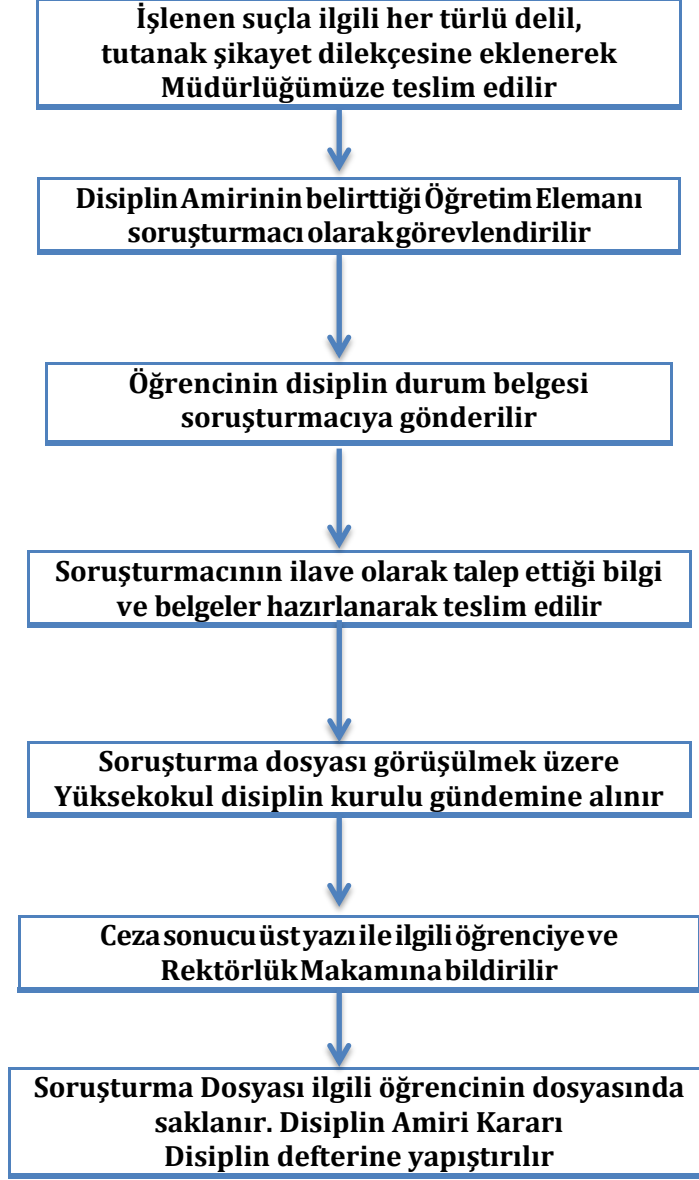 İşlenen suçla ilgili her türlü delil,
tutanak şikayet dilekçesine eklenerek
Müdürlüğümüze teslim edilir
Disiplin Amirinin belirttiği Öğretim Elemanı
soruşturmacı olarak görevlendirilir
Öğrencinin disiplin durum belgesi
soruşturmacıya gönderilir
Soruşturmacının ilave olarak talep ettiği bilgi
ve belgeler hazırlanarak teslim edilir
Soruşturma dosyası görüşülmek üzere
Yüksekokul disiplin kurulu gündemine alınır
Ceza sonucu üst yazı ile ilgili öğrenciye ve
Rektörlük Makamına bildirilir
Soruşturma Dosyası ilgili öğrencinin dosyasında
saklanır. Disiplin Amiri Kararı
Disiplin defterine yapıştırılır